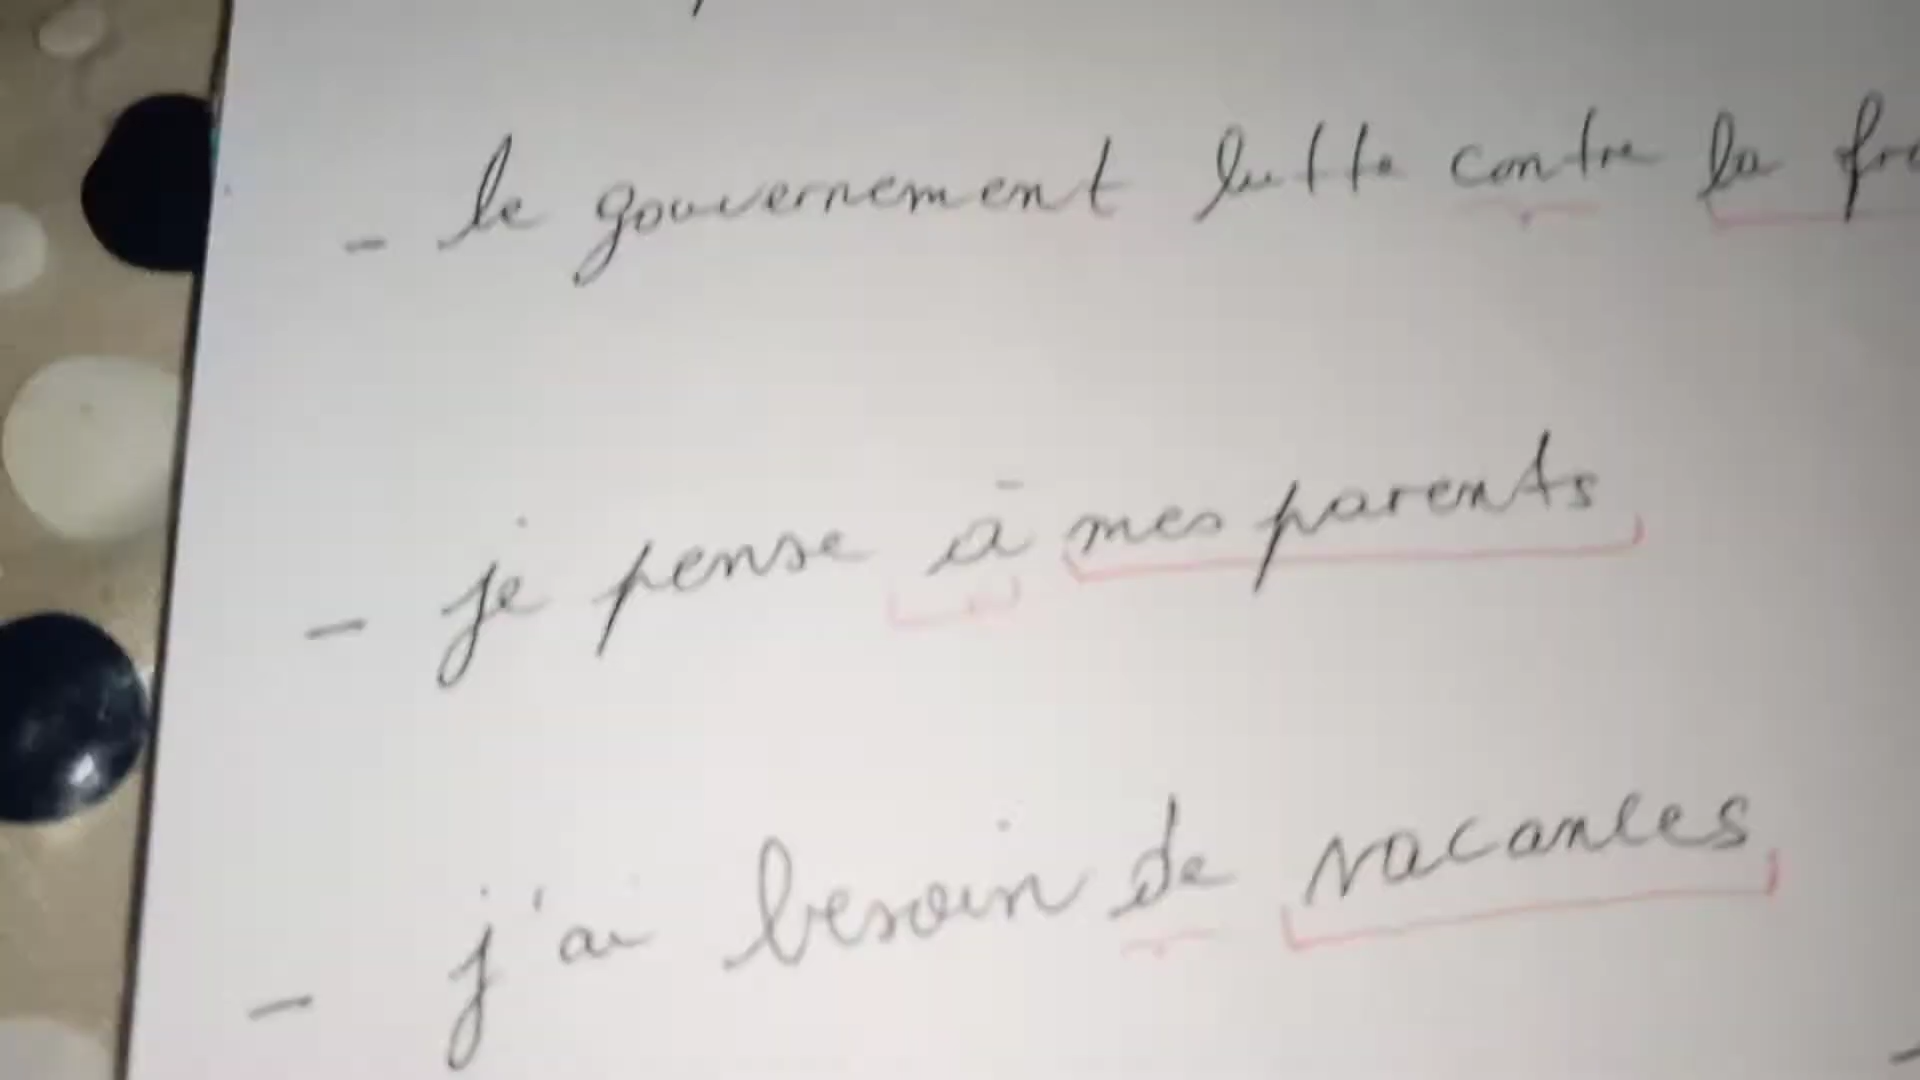 - le gouvernement lutte contre la
- je pense à mes parents
- j'ai besoin de vacances